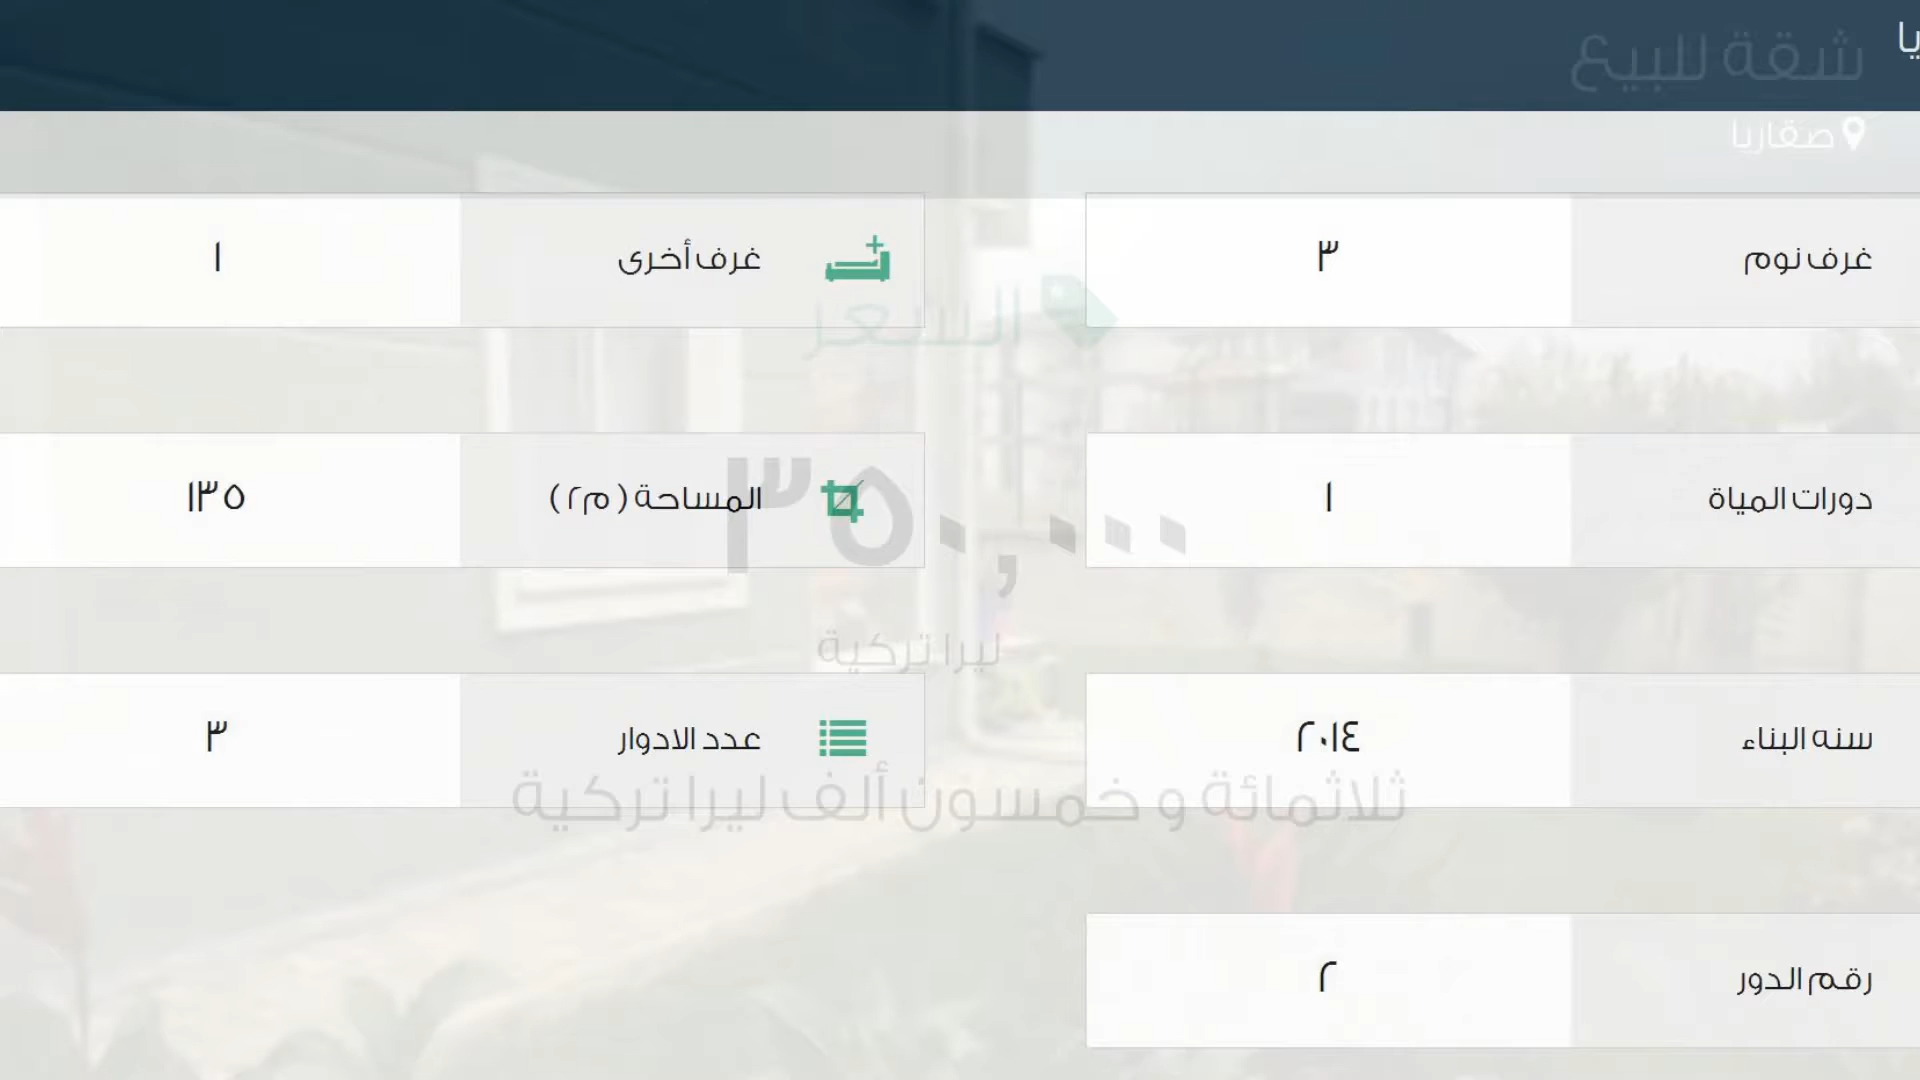 شقة للبيع
صقاريا
غرف نوم ٣
غرف أخرى ١
السعر
دورات المياة ١
المساحة (م٢) ١٣٥
٣٥٠,٠٠٠
ليرا تركية
سنه البناء ٢٠١٤
عدد الادوار ٣
ثلاثمائة و خمسون ألف ليرا تركية
رقم الدور ٢